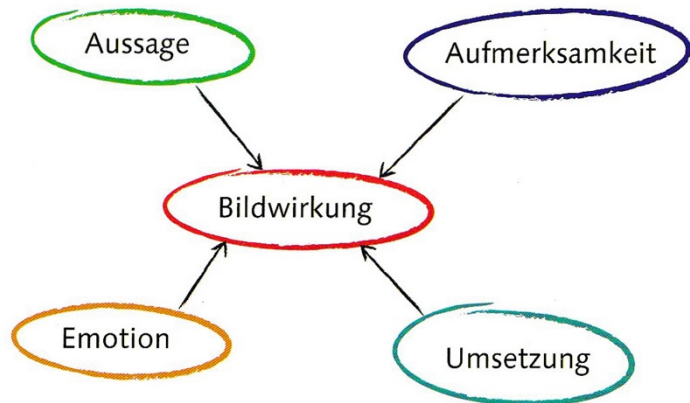 Aussage
Aufmerksamkeit
Bildwirkung
Emotion
Umsetzung